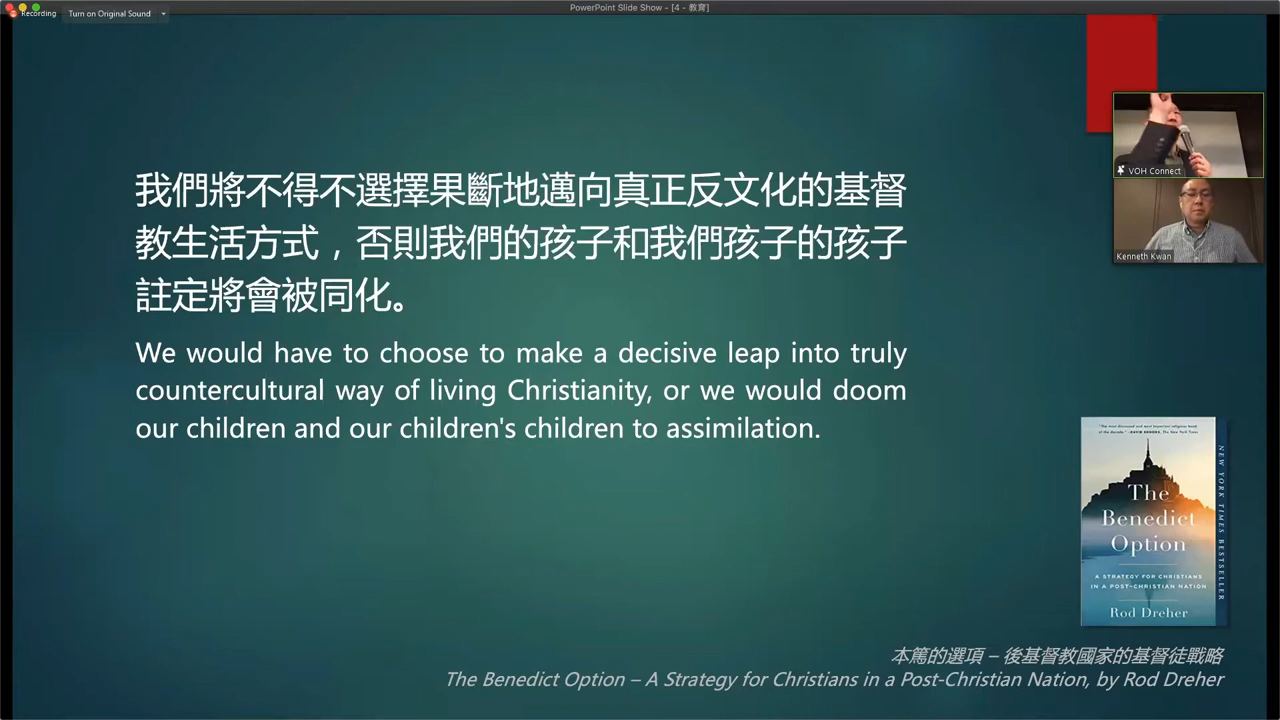 PowerPoint Slide Show - [4 - 教育]
Recording
Turn on Original Sound
我們將不得不選擇果斷地邁向真正反文化的基督
教生活方式，否則我們的孩子和我們孩子的孩子
註定將會被同化。
We would have to choose to make a decisive leap into truly
countercultural way of living Christianity, or we would doom
our children and our children's children to assimilation.
VOH Connect
Kenneth Kwan
NEW YORK TIMES BESTSELLER
The
Benedict
Option
A STRATEGY FOR CHRISTIANS
IN A POST-CHRISTIAN NATION
Rod Dreher
本篤的選項 – 後基督教國家的基督徒戰略
The Benedict Option – A Strategy for Christians in a Post-Christian Nation, by Rod Dreher